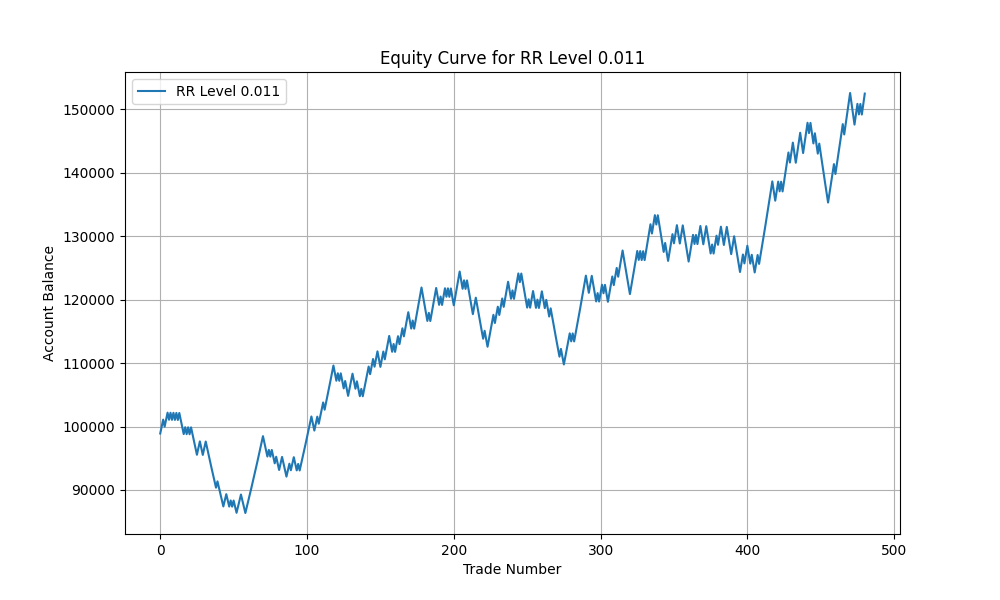 Equity Curve for RR Level 0.011
RR Level 0.011
150000
140000
130000
120000
110000
100000
90000
Account Balance
0 100 200 300 400 500
Trade Number